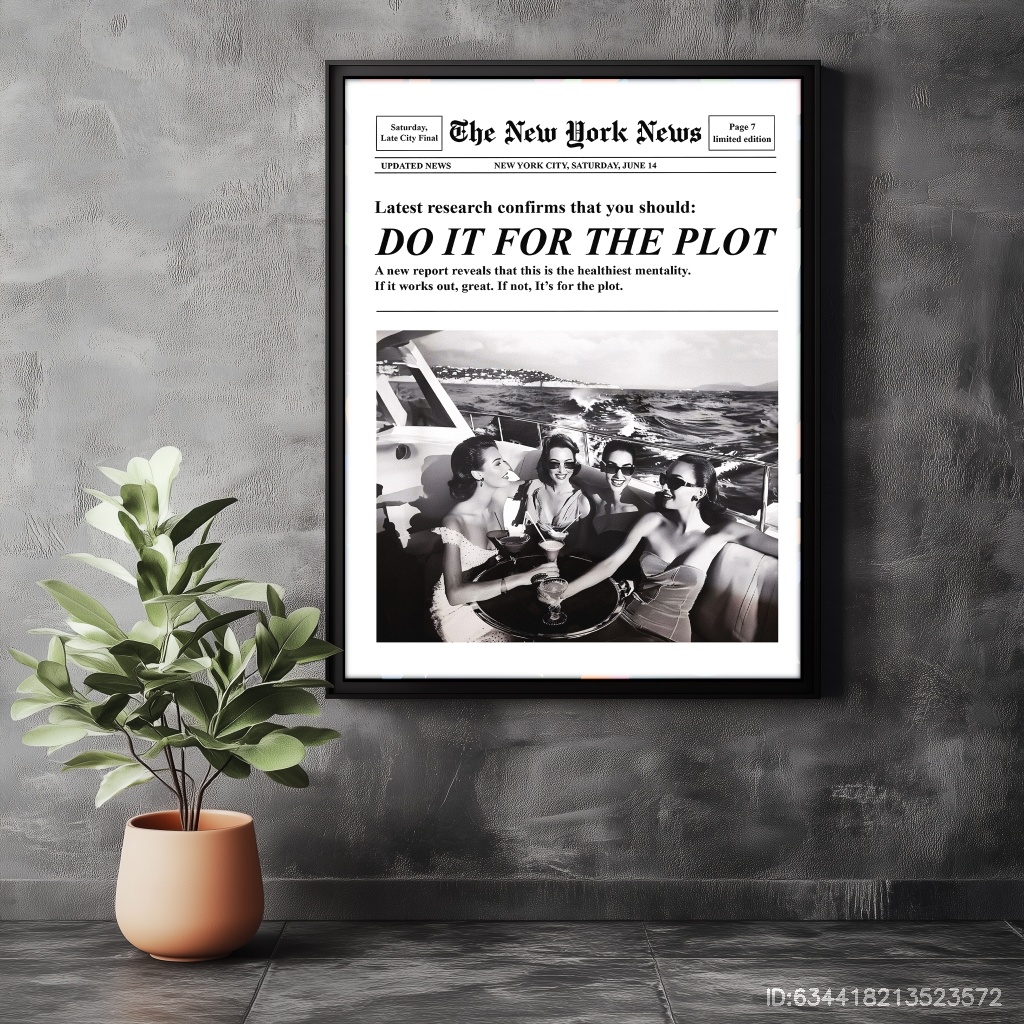 Saturday,
Late City Final
The New York News
Page 7
limited edition
UPDATED NEWS
NEW YORK CITY, SATURDAY, JUNE 14
Latest research confirms that you should:
DO IT FOR THE PLOT
A new report reveals that this is the healthiest mentality.
If it works out, great. If not, It's for the plot.
ID:634418213523572